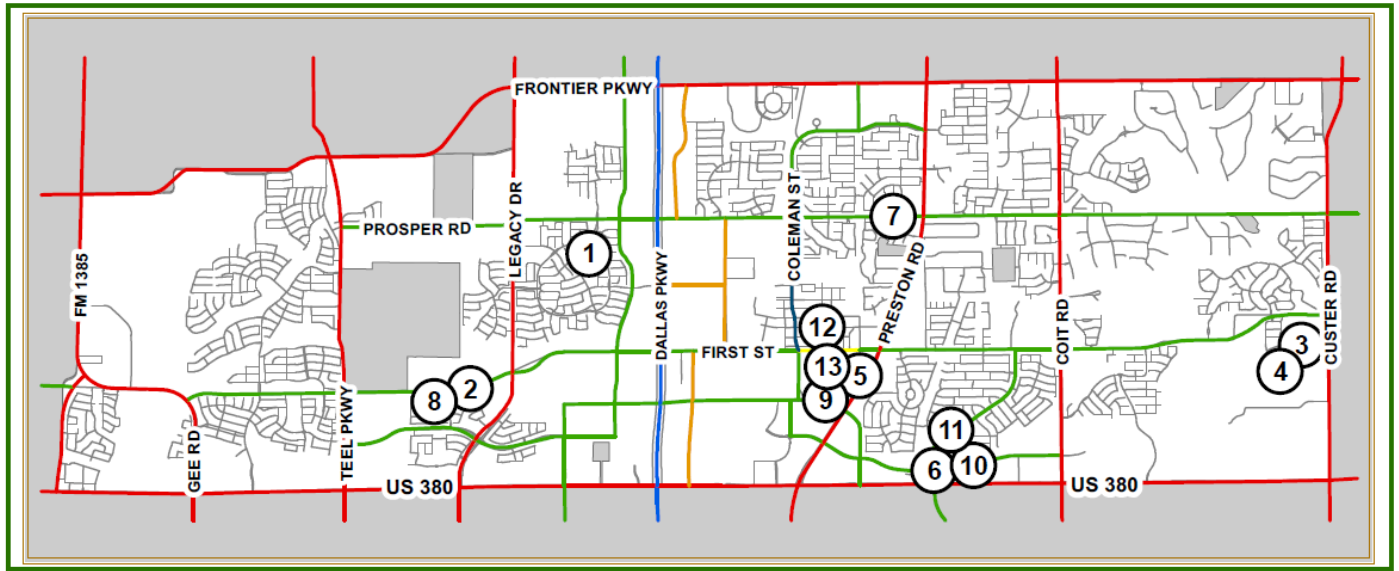 FRONTIER PKWY
LEGACY DR
COLEMAN ST
7
PROSPER RD
1
PRESTON RD
FM 1385
DALLAS PKWY
COIT RD
CUSTER RD
12
FIRST ST
3
13
5
4
2
8
9
TEEL PKWY
11
GEE RD
6
10
US 380
US 380